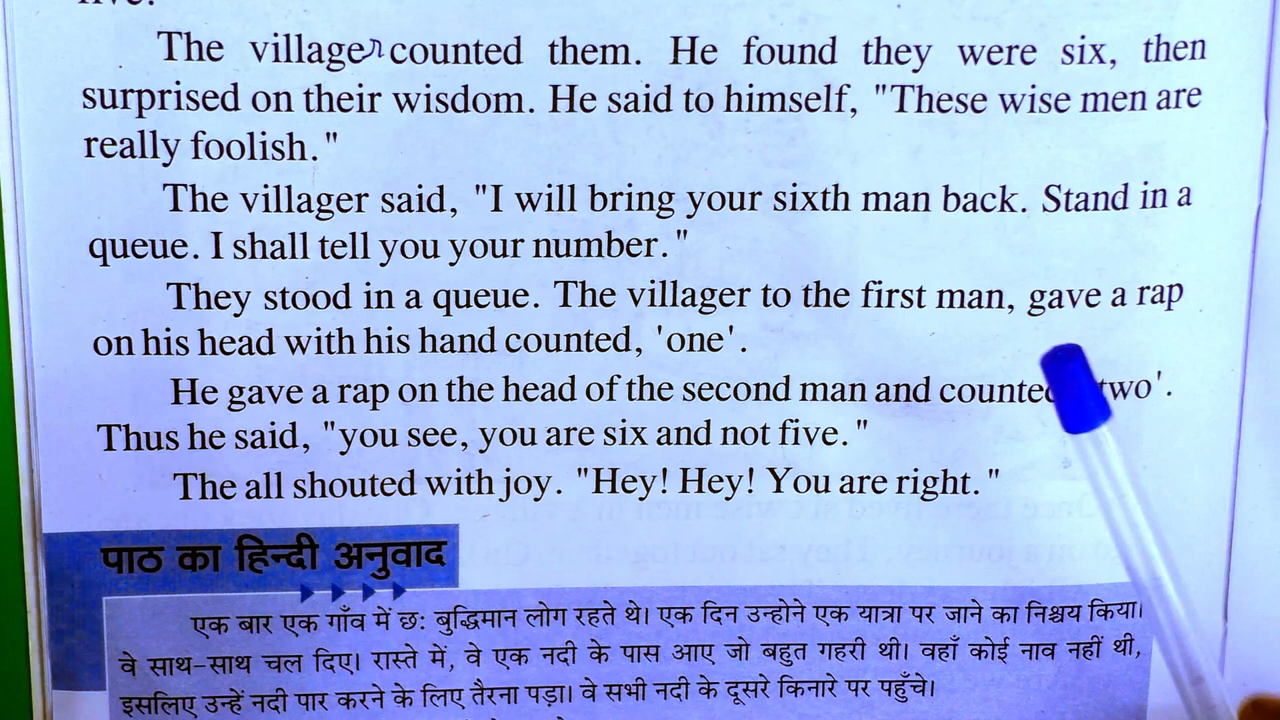 The villager counted them. He found they were six, then
surprised on their wisdom. He said to himself, "These wise men are
really foolish."
The villager said, "I will bring your sixth man back. Stand in a
queue. I shall tell you your number."
They stood in a queue. The villager to the first man, gave a rap
on his head with his hand counted, 'one'.
He gave a rap on the head of the second man and counted 'two'.
Thus he said, "you see, you are six and not five."
The all shouted with joy. "Hey! Hey! You are right."
पाठ का हिन्दी अनुवाद
एक बार एक गाँव में छः बुद्धिमान लोग रहते थे। एक दिन उन्होने एक यात्रा पर जाने का निश्चय किया।
वे साथ-साथ चल दिए। रास्ते में, वे एक नदी के पास आए जो बहुत गहरी थी। वहाँ कोई नाव नहीं थी,
इसलिए उन्हें नदी पार करने के लिए तैरना पड़ा। वे सभी नदी के दूसरे किनारे पर पहुँचे।